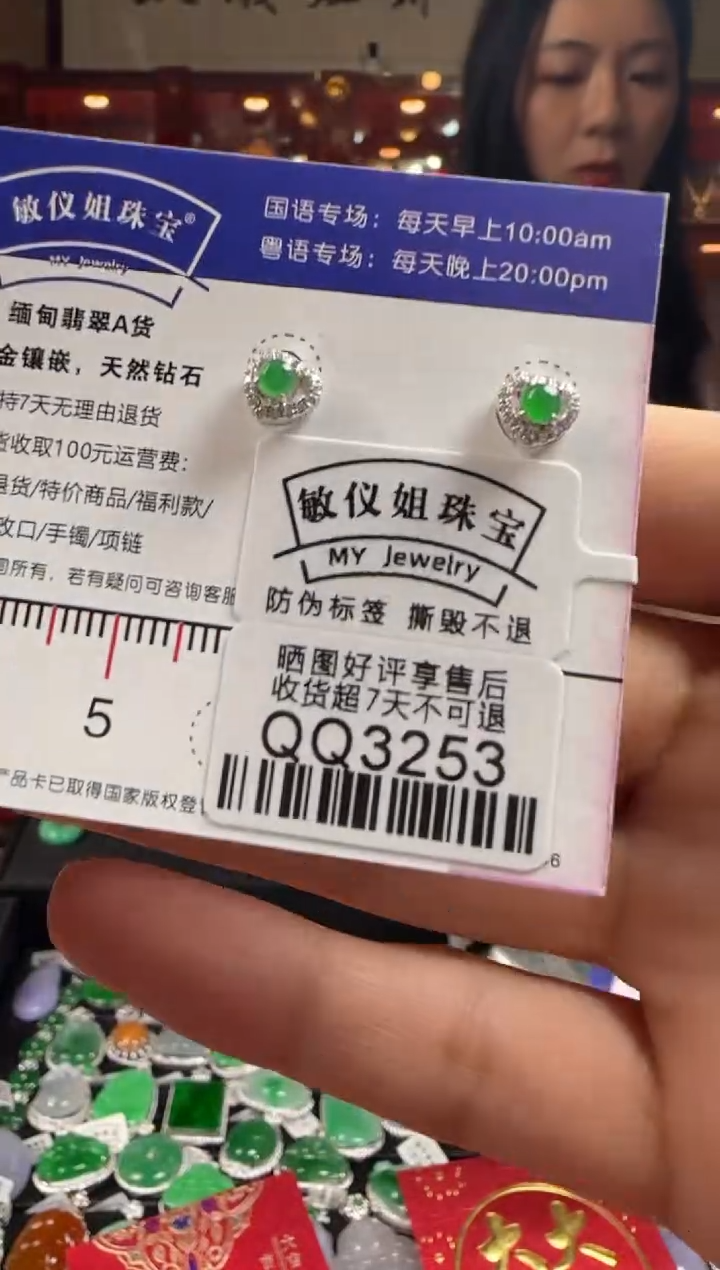 敏仪姐珠宝®
MY Jewelry
国语专场：每天早上10:00am
粤语专场：每天晚上20:00pm
缅甸翡翠A货
金镶嵌，天然钻石
持7天无理由退货
收取100元运营费：
退货/特价商品/福利款/
改口/手镯/项链
司所有，若有疑问可咨询客服
敏仪姐珠宝
MY Jewelry
防伪标签 撕毁不退
晒图好评享售后
收货超7天不可退
QQ3253
5
产品卡已取得国家版权登
6